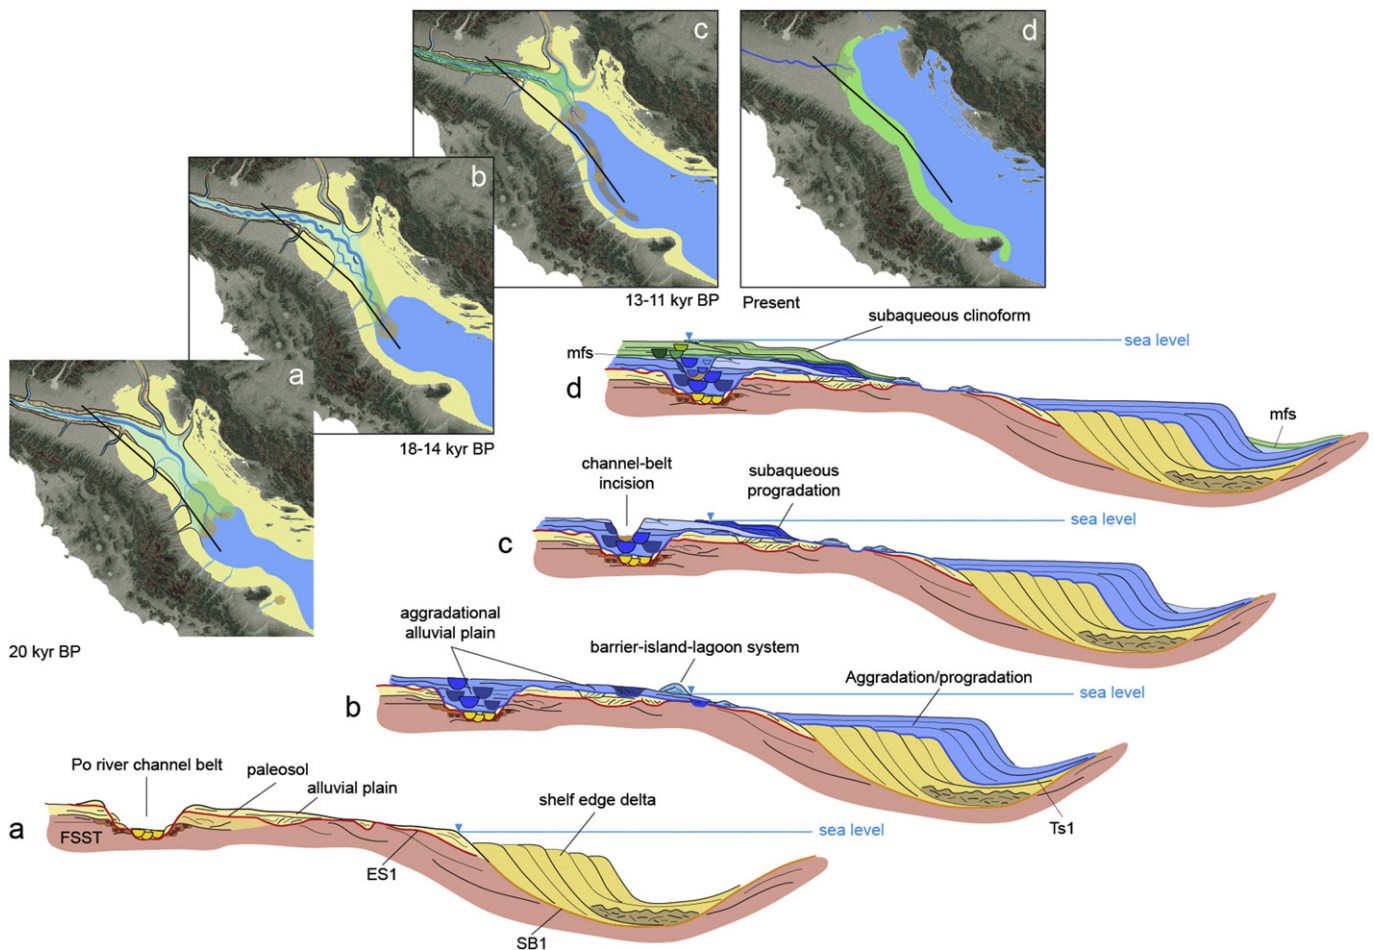 c
d
b
13-11 kyr BP
Present
subaqueous clinoform
sea level
mfs
a
d
mfs
18-14 kyr BP
channel-belt
incision
subaqueous
progradation
sea level
c
aggradational
alluvial plain
barrier-island-lagoon system
20 kyr BP
Aggradation/progradation
sea level
b
Po river channel belt
paleosol
alluvial plain
shelf edge delta
Ts1
a
FSST
sea level
ES1
SB1